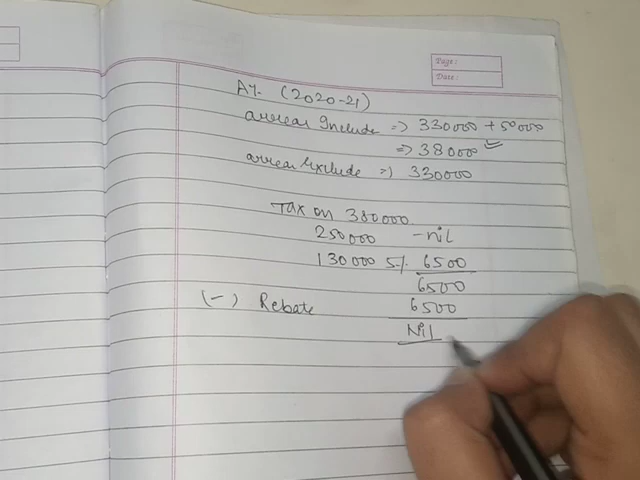 Page:
Date:
AY. (2020-21)
arrear Include => 330000 + 50000
=> 380000
arrear Exclude => 330000
Tax on 380000
250000 - nil
130000 5% 6500
6500
(-) Rebate 6500
Nil